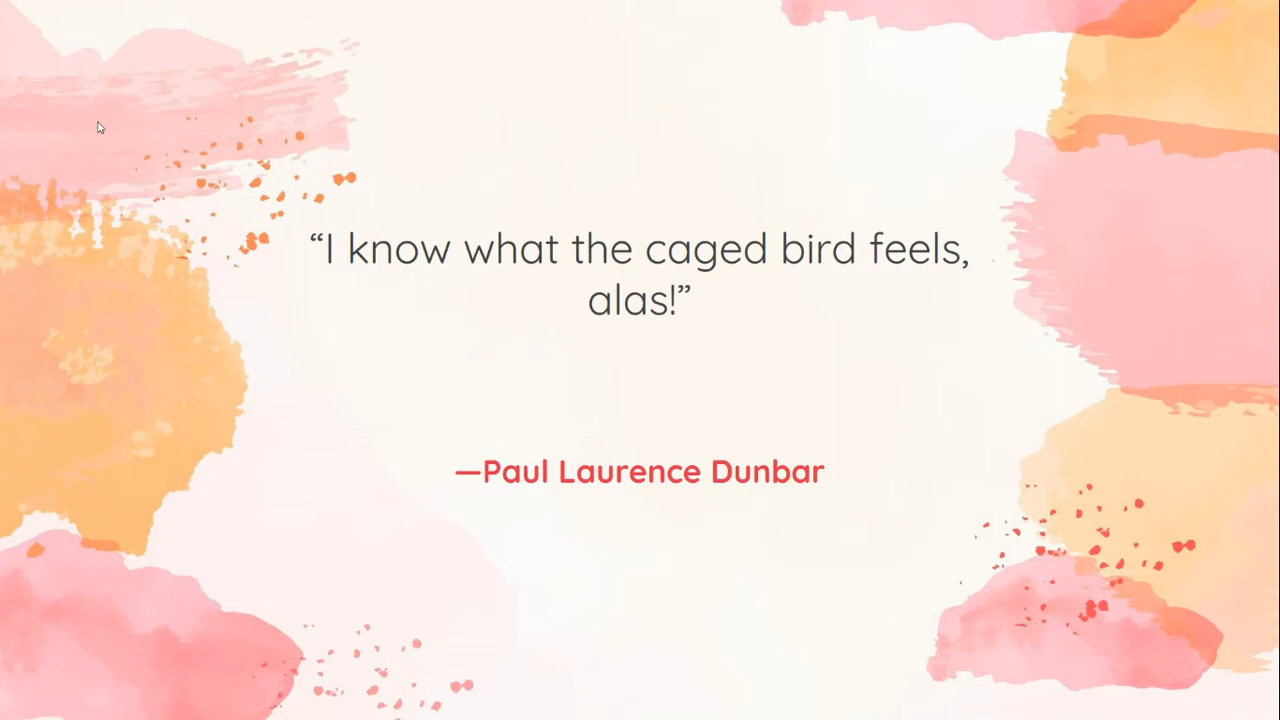 “I know what the caged bird feels,
alas!”
—Paul Laurence Dunbar